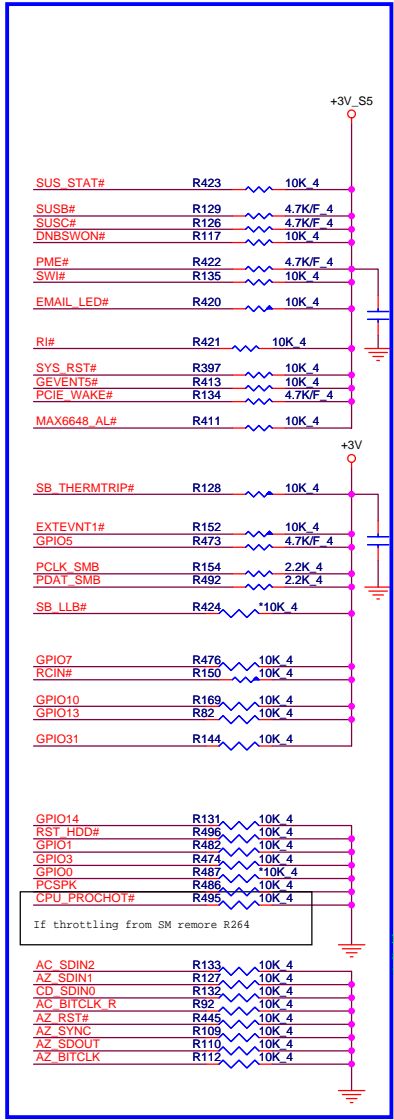 +3V_S5
SUS_STAT# R423 10K_4
SUSB# R129 4.7K/F_4
SUSC# R126 4.7K/F_4
DNBSWON# R117 10K_4
PME# R422 4.7K/F_4
SWI# R135 10K_4
EMAIL_LED# R420 10K_4
RI# R421 10K_4
SYS_RST# R397 10K_4
GEVENT5# R413 10K_4
PCIE_WAKE# R134 4.7K/F_4
MAX6648_AL# R411 10K_4
+3V
SB_THERMTRIP# R128 10K_4
EXTEVNT1# R152 10K_4
GPIO5 R473 4.7K/F_4
PCLK_SMB R154 2.2K_4
PDAT_SMB R492 2.2K_4
SB_LLB# R424 *10K_4
GPIO7 R476 10K_4
RCIN# R150 10K_4
GPIO10 R169 10K_4
GPIO13 R82 10K_4
GPIO31 R144 10K_4
GPIO14 R131 10K_4
RST_HDD# R496 10K_4
GPIO1 R482 10K_4
GPIO3 R474 10K_4
GPIO0 R487 *10K_4
PCSPK R486 10K_4
CPU_PROCHOT# R495 10K_4
If throttling from SM remore R264
AC_SDIN2 R133 10K_4
AZ_SDIN1 R127 10K_4
CD_SDIN0 R132 10K_4
AC_BITCLK_R R92 10K_4
AZ_RST# R445 10K_4
AZ_SYNC R109 10K_4
AZ_SDOUT R110 10K_4
AZ_BITCLK R112 10K_4